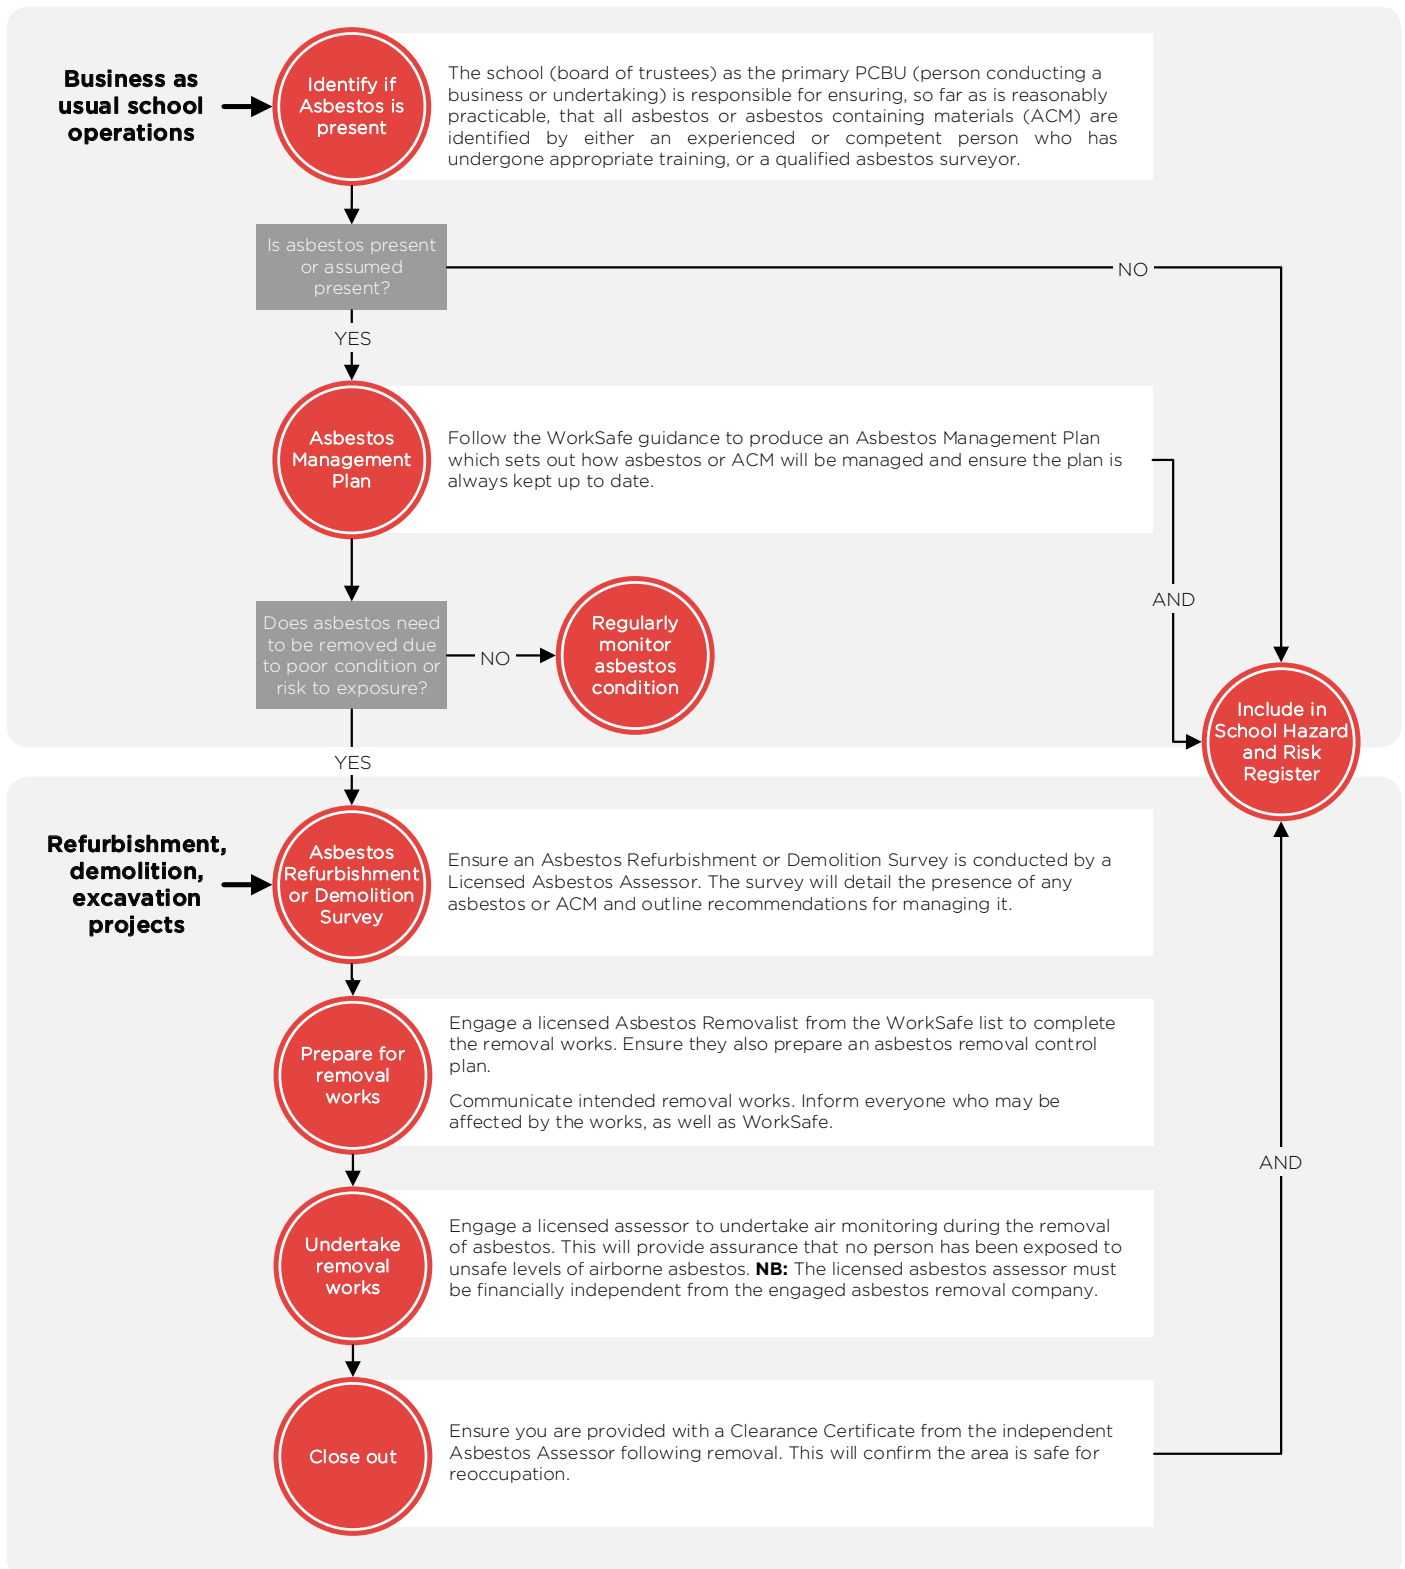 Business as
usual school
operations
Identify if
Asbestos is
present
The school (board of trustees) as the primary PCBU (person conducting a
business or undertaking) is responsible for ensuring, so far as is reasonably
practicable, that all asbestos or asbestos containing materials (ACM) are
identified by either an experienced or competent person who has
undergone appropriate training, or a qualified asbestos surveyor.
Is asbestos present
or assumed
present?
NO
YES
Asbestos
Management
Plan
Follow the WorkSafe guidance to produce an Asbestos Management Plan
which sets out how asbestos or ACM will be managed and ensure the plan is
always kept up to date.
AND
Does asbestos need
to be removed due
to poor condition or
risk to exposure?
NO
Regularly
monitor
asbestos
condition
Include in
School Hazard
and Risk
Register
YES
Refurbishment,
demolition,
excavation
projects
Asbestos
Refurbishment
or Demolition
Survey
Ensure an Asbestos Refurbishment or Demolition Survey is conducted by a
Licensed Asbestos Assessor. The survey will detail the presence of any
asbestos or ACM and outline recommendations for managing it.
Prepare for
removal
works
Engage a licensed Asbestos Removalist from the WorkSafe list to complete
the removal works. Ensure they also prepare an asbestos removal control
plan.
Communicate intended removal works. Inform everyone who may be
affected by the works, as well as WorkSafe.
AND
Undertake
removal
works
Engage a licensed assessor to undertake air monitoring during the removal
of asbestos. This will provide assurance that no person has been exposed to
unsafe levels of airborne asbestos. NB: The licensed asbestos assessor must
be financially independent from the engaged asbestos removal company.
Close out
Ensure you are provided with a Clearance Certificate from the independent
Asbestos Assessor following removal. This will confirm the area is safe for
reoccupation.